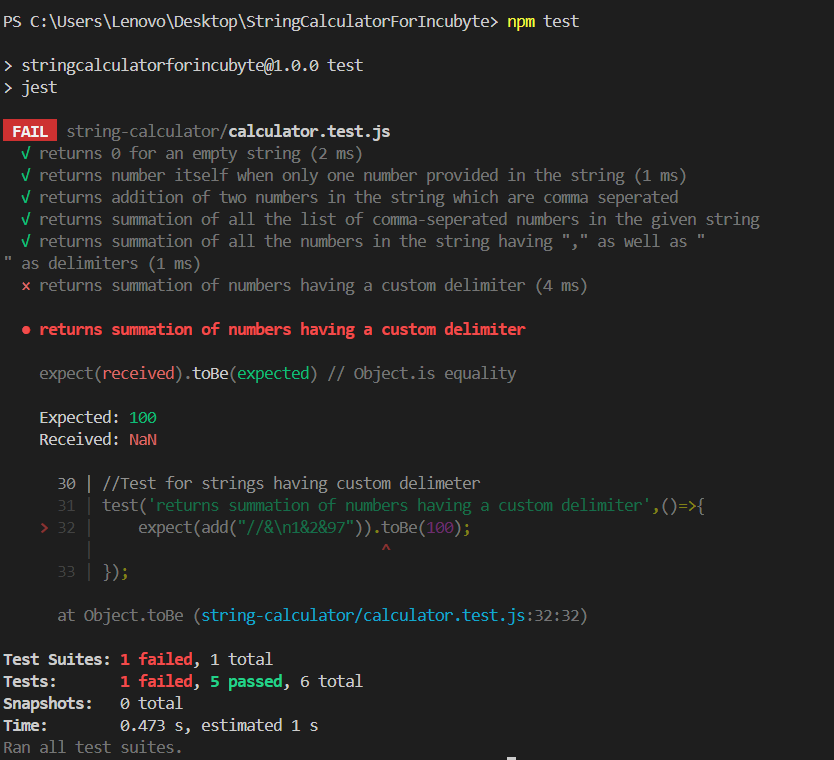 PS C:\Users\Lenovo\Desktop\StringCalculatorForIncubyte> npm test
> stringcalculatorforincubyte@1.0.0 test
> jest
FAIL string-calculator/calculator.test.js
√ returns 0 for an empty string (2 ms)
√ returns number itself when only one number provided in the string (1 ms)
√ returns addition of two numbers in the string which are comma seperated
√ returns summation of all the list of comma-seperated numbers in the given string
√ returns summation of all the numbers in the string having "," as well as "
" as delimiters (1 ms)
× returns summation of numbers having a custom delimiter (4 ms)
● returns summation of numbers having a custom delimiter
expect(received).toBe(expected) // Object.is equality
Expected: 100
Received: NaN
30 | //Test for strings having custom delimeter
31 | test('returns summation of numbers having a custom delimiter',()=>{
> 32 | expect(add("//&\n1&2&97")).toBe(100);
| ^
33 | });
at Object.toBe (string-calculator/calculator.test.js:32:32)
Test Suites: 1 failed, 1 total
Tests: 1 failed, 5 passed, 6 total
Snapshots: 0 total
Time: 0.473 s, estimated 1 s
Ran all test suites.